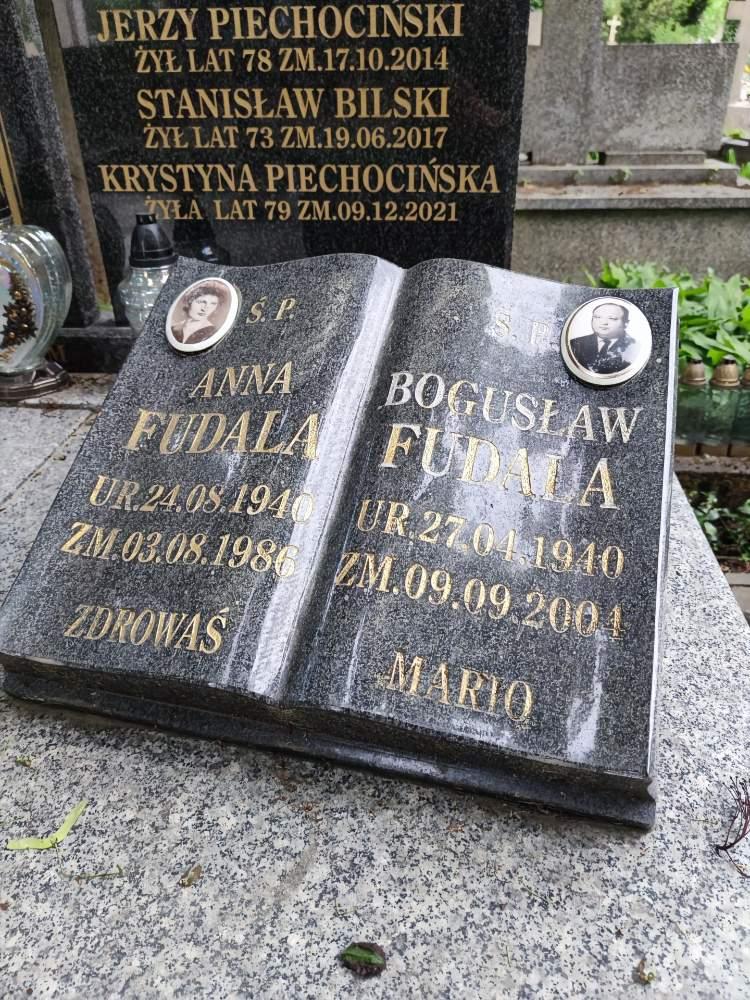 JERZY PIECHOCIŃSKI
ŻYŁ LAT 78 ZM.17.10.2014
STANISŁAW BILSKI
ŻYŁ LAT 73 ZM.19.06.2017
KRYSTYNA PIECHOCIŃSKA
ŻYŁA LAT 79 ZM.09.12.2021
Ś.P.
ANNA
FUDALA
UR.24.08.1940
ZM.03.08.1986
ZDROWAŚ
Ś.P.
BOGUSŁAW
FUDALA
UR.27.04.1940
ZM.09.09.2004
MARIO